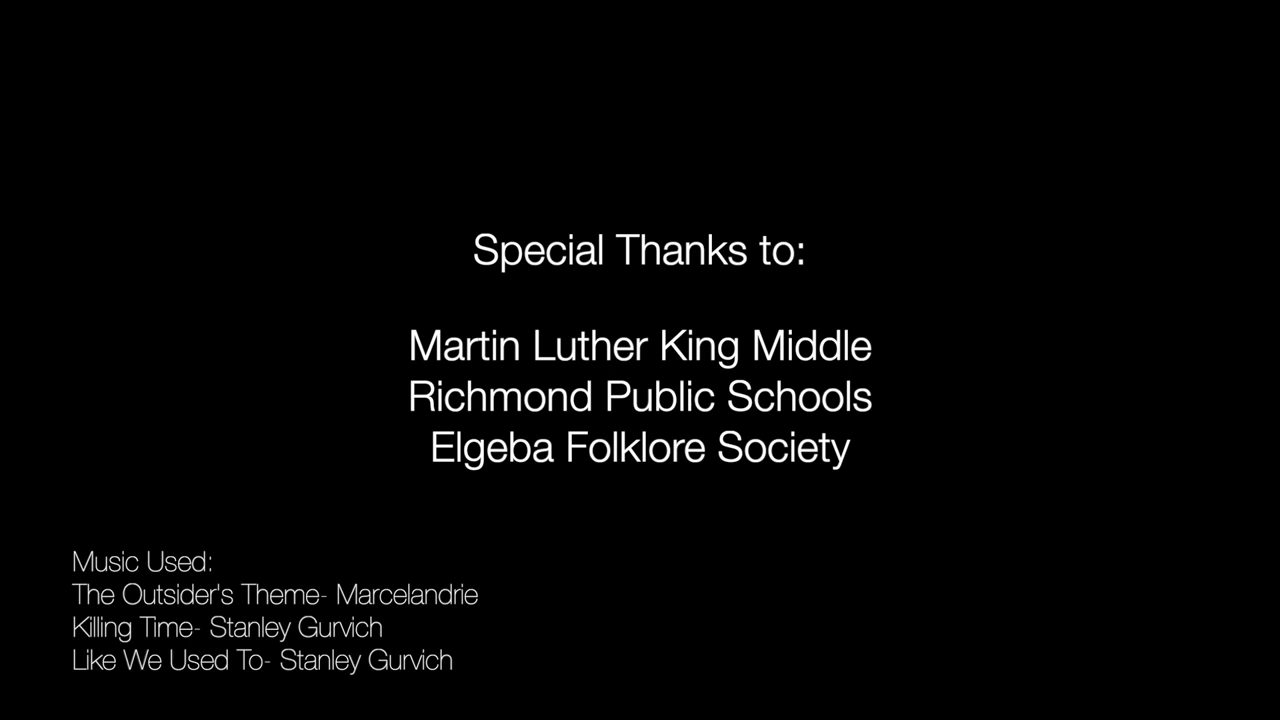 Special Thanks to:
Martin Luther King Middle
Richmond Public Schools
Elgeba Folklore Society
Music Used:
The Outsider's Theme- Marcelandrie
Killing Time- Stanley Gurvich
Like We Used To- Stanley Gurvich